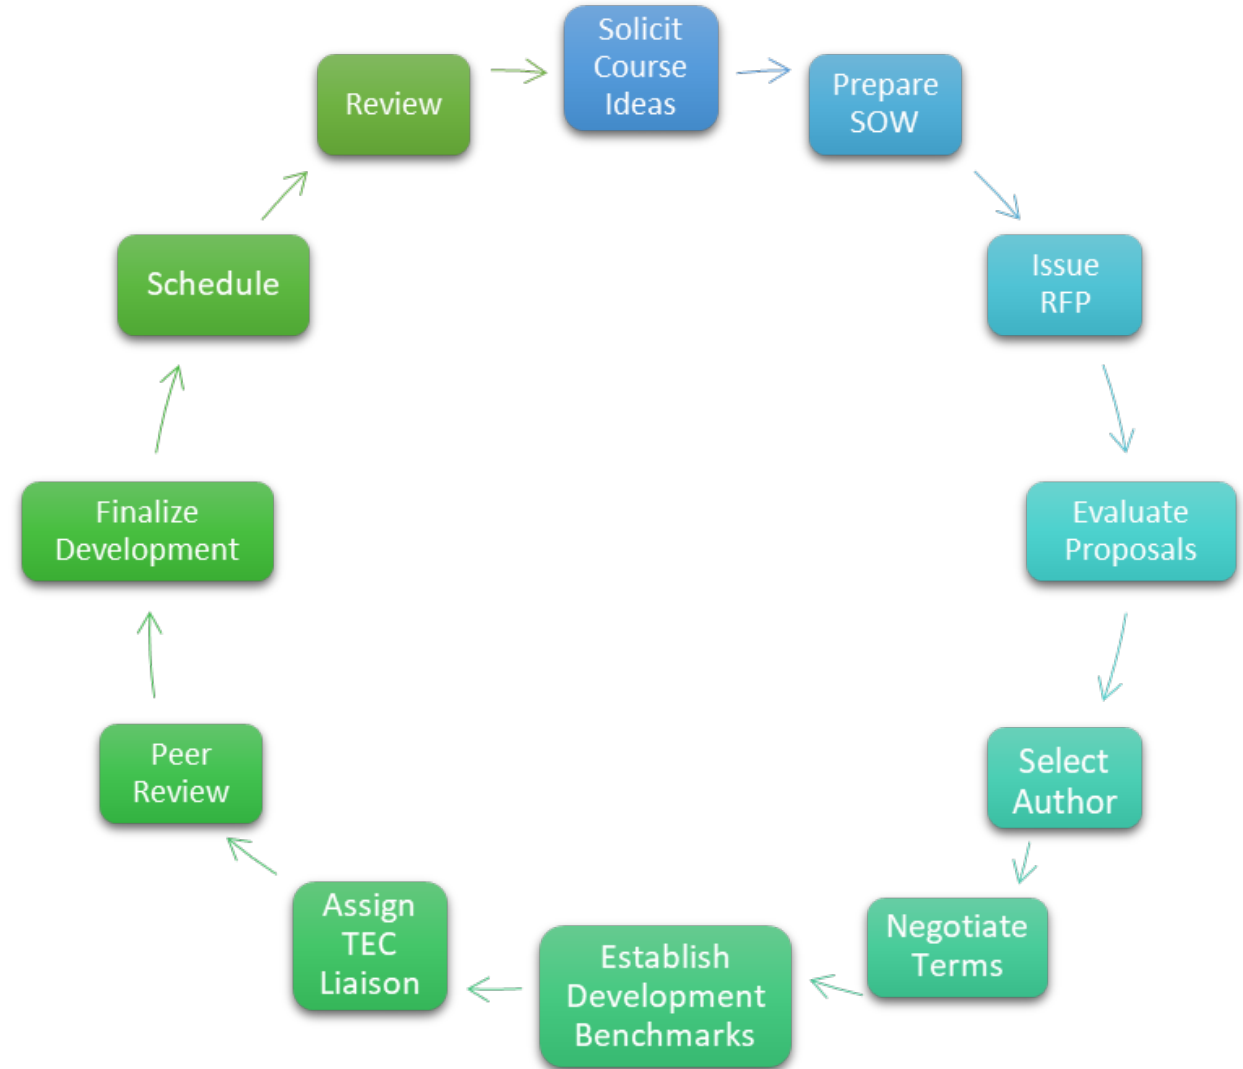 Solicit
Course
Ideas
Prepare
SOW
Issue
RFP
Evaluate
Proposals
Select
Author
Negotiate
Terms
Establish
Development
Benchmarks
Assign
TEC
Liaison
Peer
Review
Finalize
Development
Schedule
Review